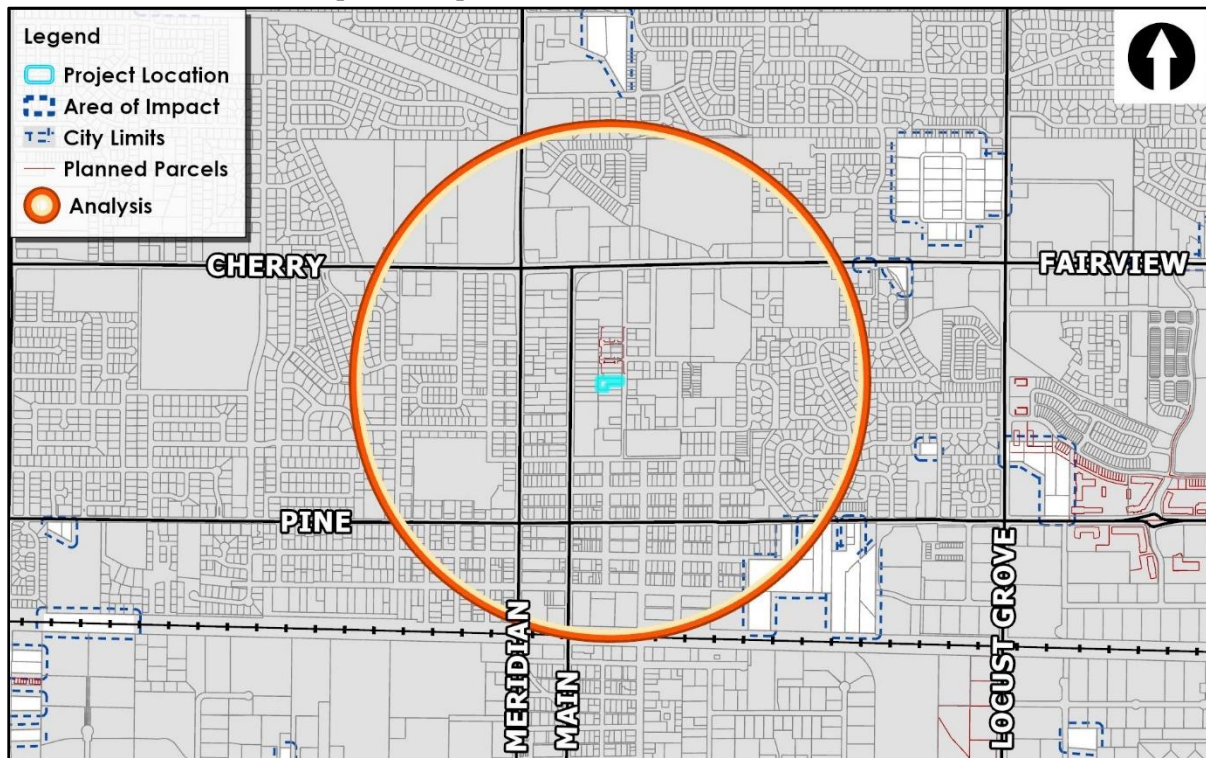 Legend
Project Location
Area of Impact
City Limits
Planned Parcels
Analysis
CHERRY
FAIRVIEW
PINE
MERIDIAN
MAIN
LOCUST GROVE